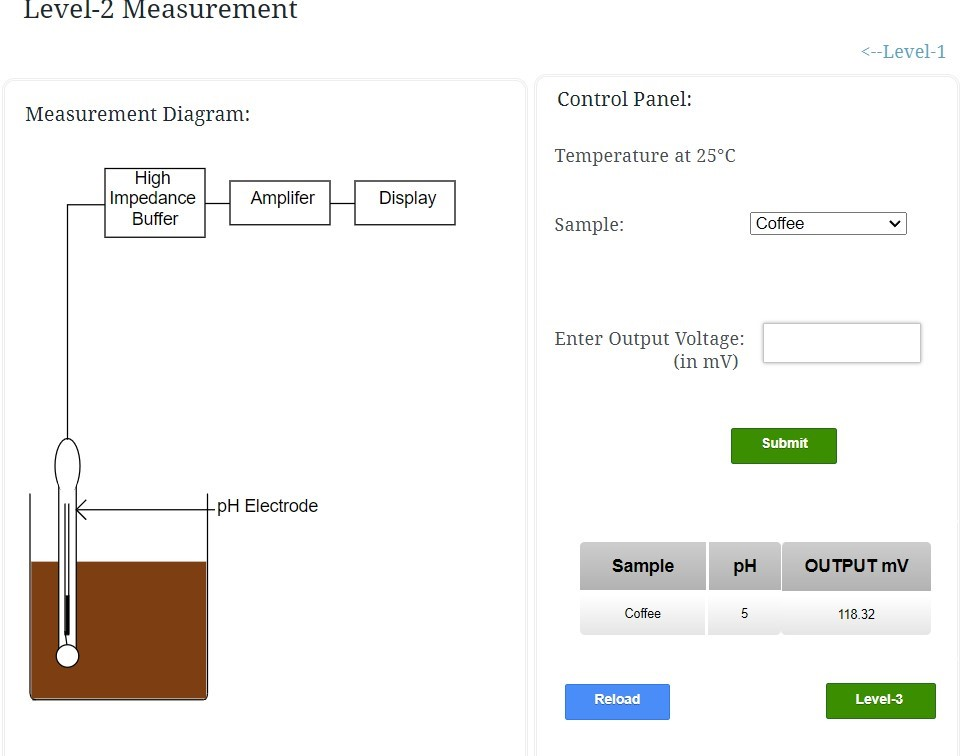 Level-2 Measurement
<--Level-1
Measurement Diagram:
High
Impedance
Buffer
Amplifer
Display
pH Electrode
Control Panel:
Temperature at 25°C
Sample:
Coffee
Enter Output Voltage:
(in mV)
Submit
Sample pH OUTPUT mV
Coffee 5 118.32
Reload
Level-3